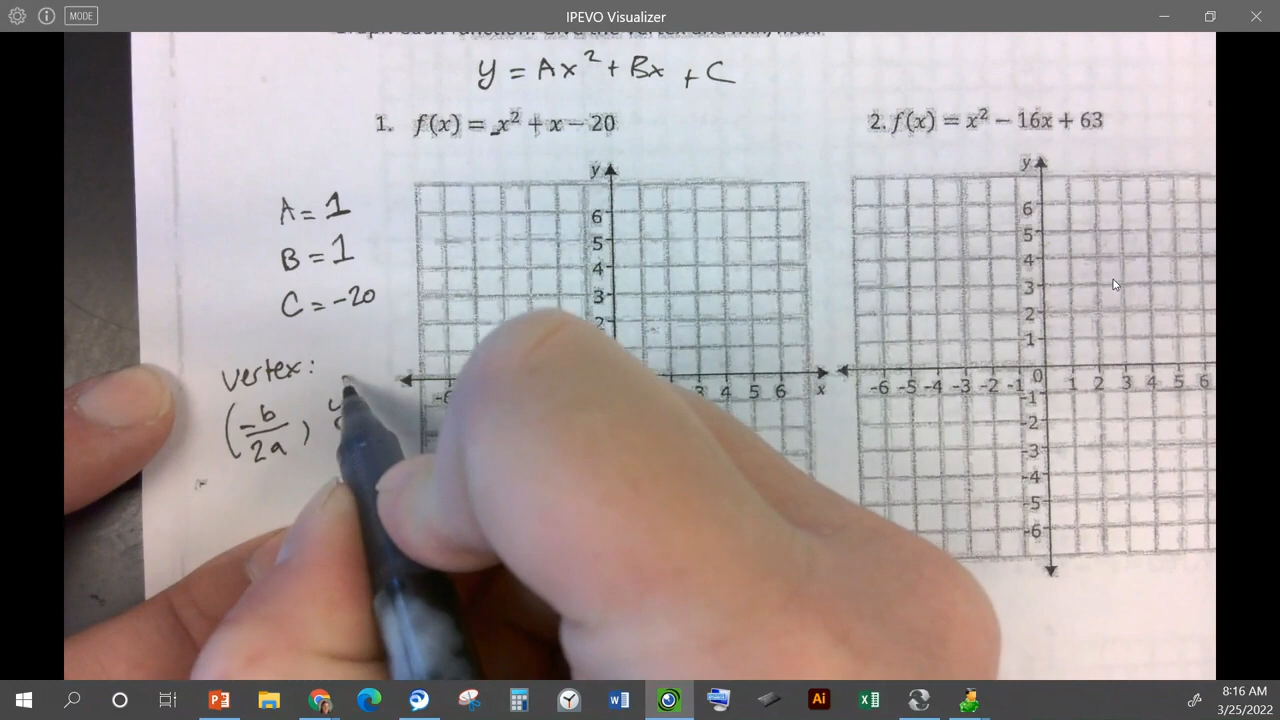 MODE
IPEVO Visualizer
y = Ax² + Bx + C
1. f(x) = x² + x − 20
2. f(x) = x² − 16x + 63
A = 1
B = 1
C = -20
Vertex:
(-b/2a,
y
6
5
4
3
2
3 4 5 6 x
y
6
5
4
3
2
1
-6 -5 -4 -3 -2 -1 0 1 2 3 4 5 6
-1
-2
-3
-4
-5
-6
8:16 AM
3/25/2022